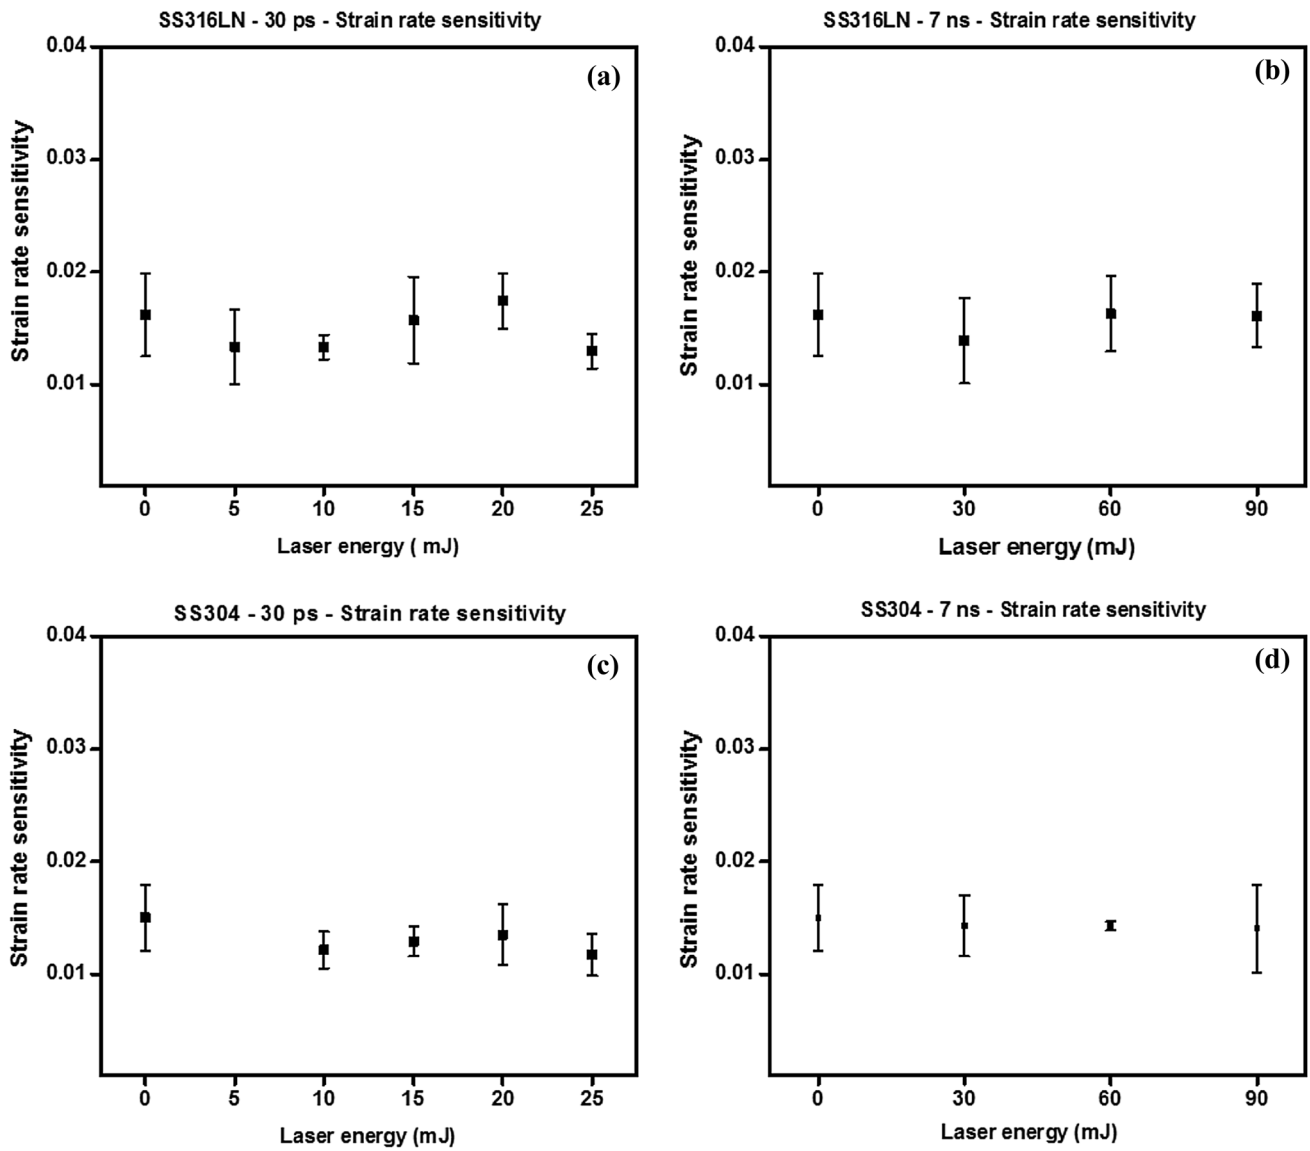 SS316LN - 30 ps - Strain rate sensitivity
(a)
Strain rate sensitivity
0.04
0.03
0.02
0.01
0 5 10 15 20 25
Laser energy ( mJ)
SS316LN - 7 ns - Strain rate sensitivity
(b)
Strain rate sensitivity
0.04
0.03
0.02
0.01
0 30 60 90
Laser energy (mJ)
SS304 - 30 ps - Strain rate sensitivity
(c)
Strain rate sensitivity
0.04
0.03
0.02
0.01
0 5 10 15 20 25
Laser energy (mJ)
SS304 - 7 ns - Strain rate sensitivity
(d)
Strain rate sensitivity
0.04
0.03
0.02
0.01
0 30 60 90
Laser energy (mJ)